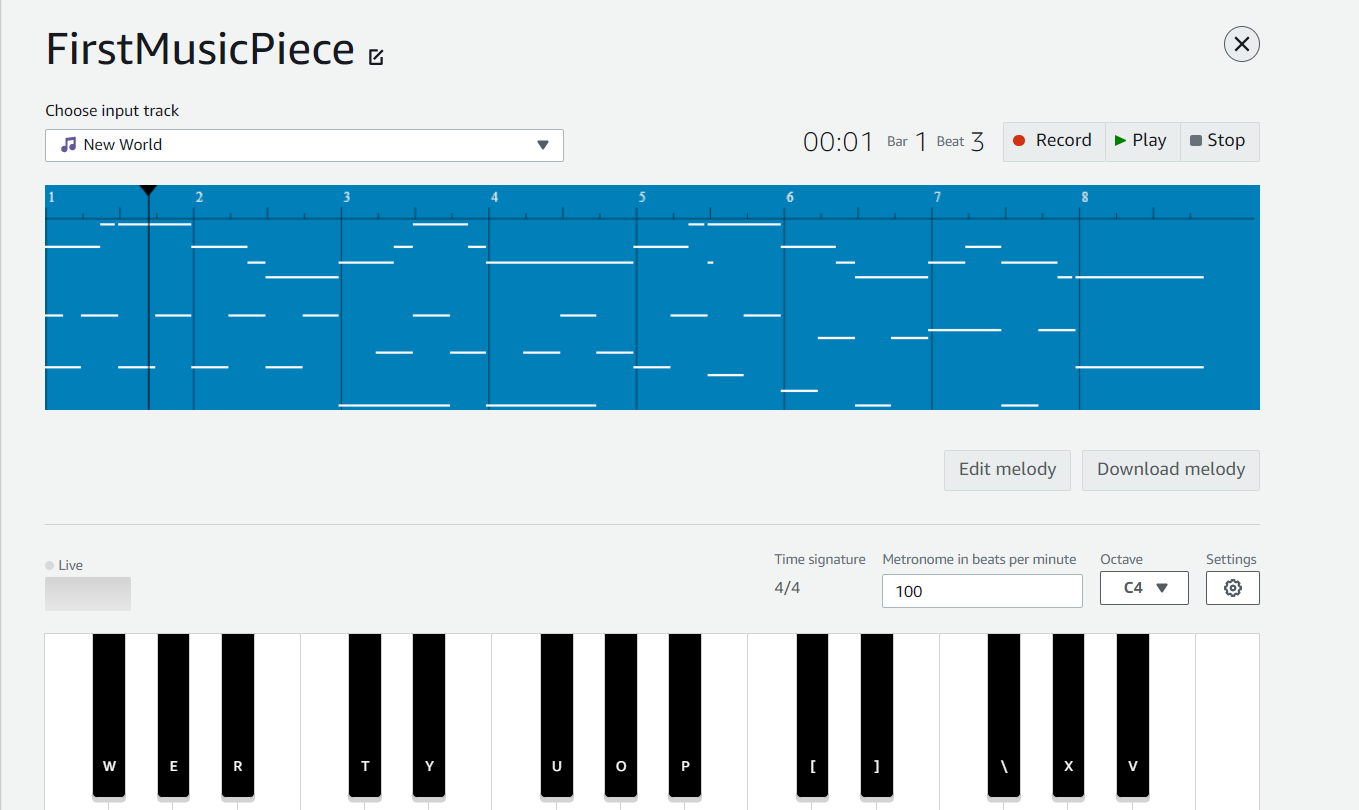 FirstMusicPiece
Choose input track
New World
00:01 Bar 1 Beat 3 Record Play Stop
1 2 3 4 5 6 7 8
Edit melody Download melody
Live
Time signature Metronome in beats per minute Octave Settings
4/4 100 C4
W E R T Y U O P [ ] \ X V